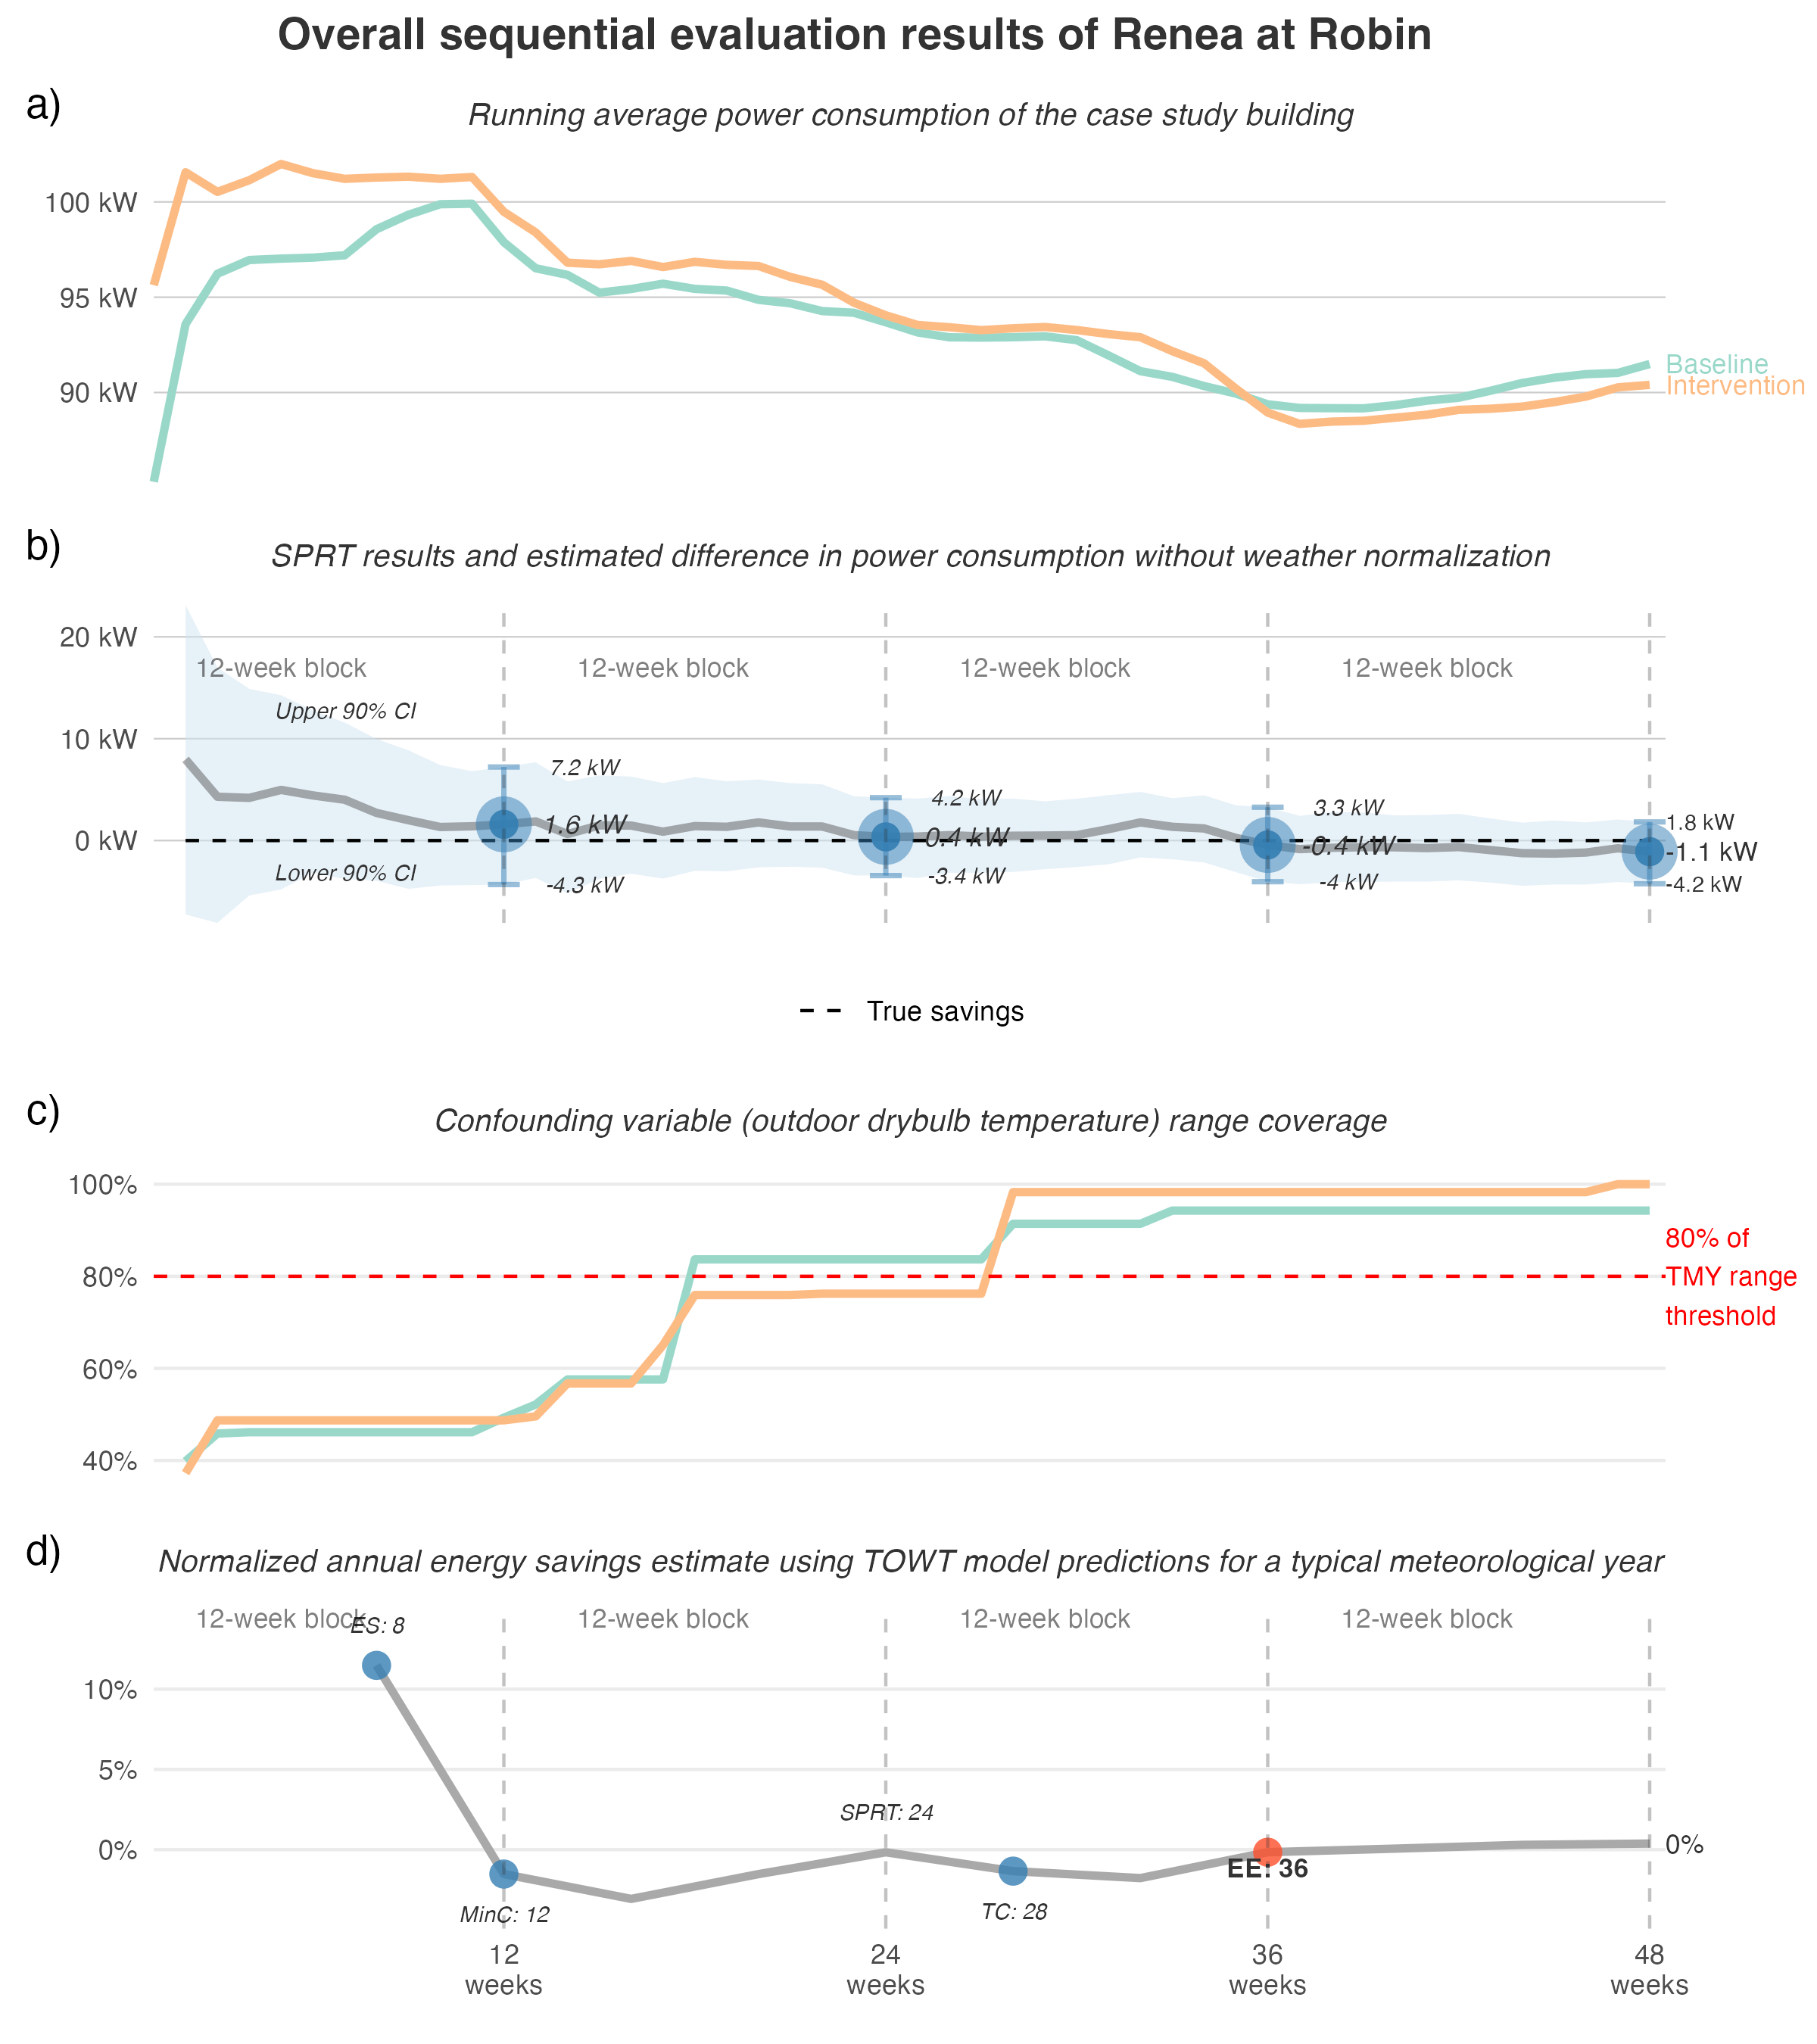 Overall sequential evaluation results of Renea at Robin
a)
Running average power consumption of the case study building
100 kW
95 kW
90 kW
Baseline
Intervention
b)
SPRT results and estimated difference in power consumption without weather normalization
20 kW
12-week block 12-week block 12-week block 12-week block
Upper 90% CI
10 kW
7.2 kW
4.2 kW
3.3 kW
1.8 kW
0 kW
1.6 kW
0.4 kW
-0.4 kW
-1.1 kW
Lower 90% CI
-4.3 kW
-3.4 kW
-4 kW
-4.2 kW
True savings
c)
Confounding variable (outdoor drybulb temperature) range coverage
100%
80%
60%
40%
80% of
TMY range
threshold
d)
Normalized annual energy savings estimate using TOWT model predictions for a typical meteorological year
12-week block 12-week block 12-week block 12-week block
ES: 8
10%
5%
SPRT: 24
0%
0%
EE: 36
MinC: 12
TC: 28
12
weeks
24
weeks
36
weeks
48
weeks